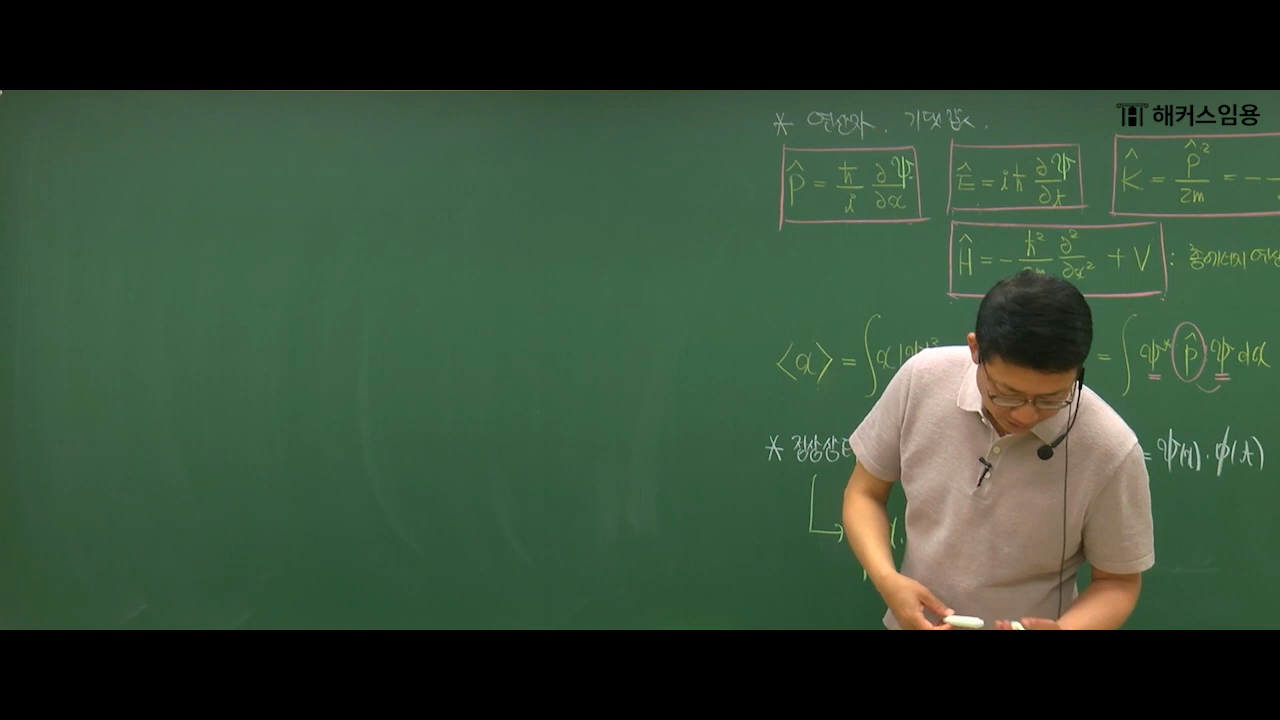 해커스임용
* 연산자, 기댓값.
P̂ = ħ/i ∂Ψ/∂x
Ê = iħ ∂Ψ/∂t
K̂ = P̂²/2m = -
Ĥ = - ħ²/2m ∂²/∂x² + V : 총에너지 연산
<x> = ∫ x|Ψ|²
= ∫ Ψ* p̂ Ψ dx
* 정상상태
= ψ(x)·φ(t)